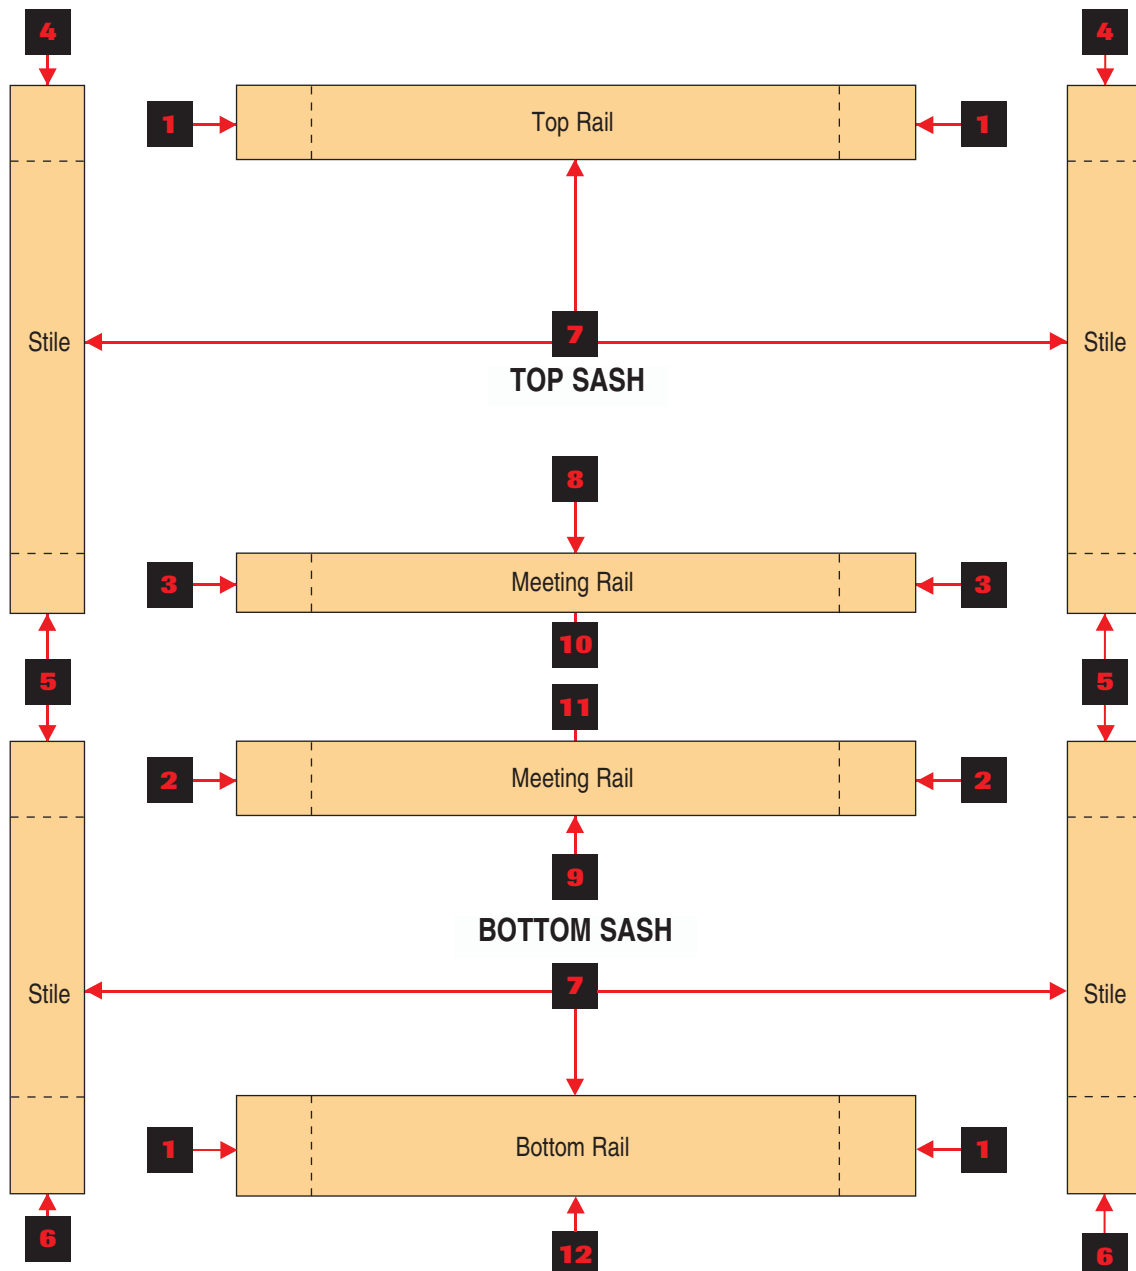 4 4
1 Top Rail 1
Stile 7 Stile
TOP SASH
8
3 Meeting Rail 3
10
5 5
11
2 Meeting Rail 2
9
BOTTOM SASH
Stile 7 Stile
1 Bottom Rail 1
6 12 6